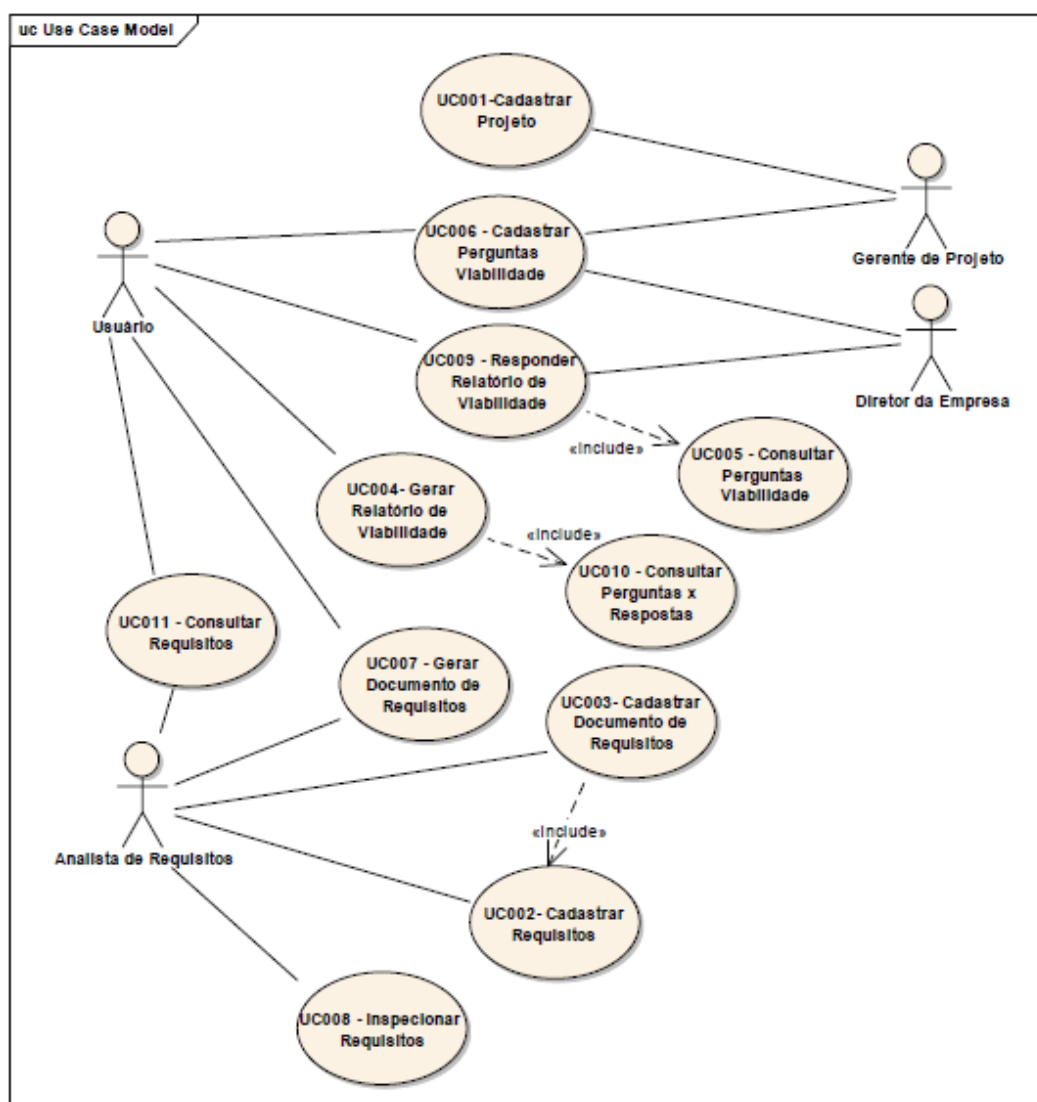 uc Use Case Model
UC001-Cadastrar
Projeto
UC006 - Cadastrar
Perguntas
Viabilidade
Gerente de Projeto
Usuário
UC009 - Responder
Relatório de
Viabilidade
Diretor da Empresa
«include»
UC005 - Consultar
Perguntas
Viabilidade
UC004- Gerar
Relatório de
Viabilidade
«include»
UC010 - Consultar
Perguntas x
Respostas
UC011 - Consultar
Requisitos
UC007 - Gerar
Documento de
Requisitos
UC003- Cadastrar
Documento de
Requisitos
«include»
Analista de Requisitos
UC002- Cadastrar
Requisitos
UC008 - Inspecionar
Requisitos